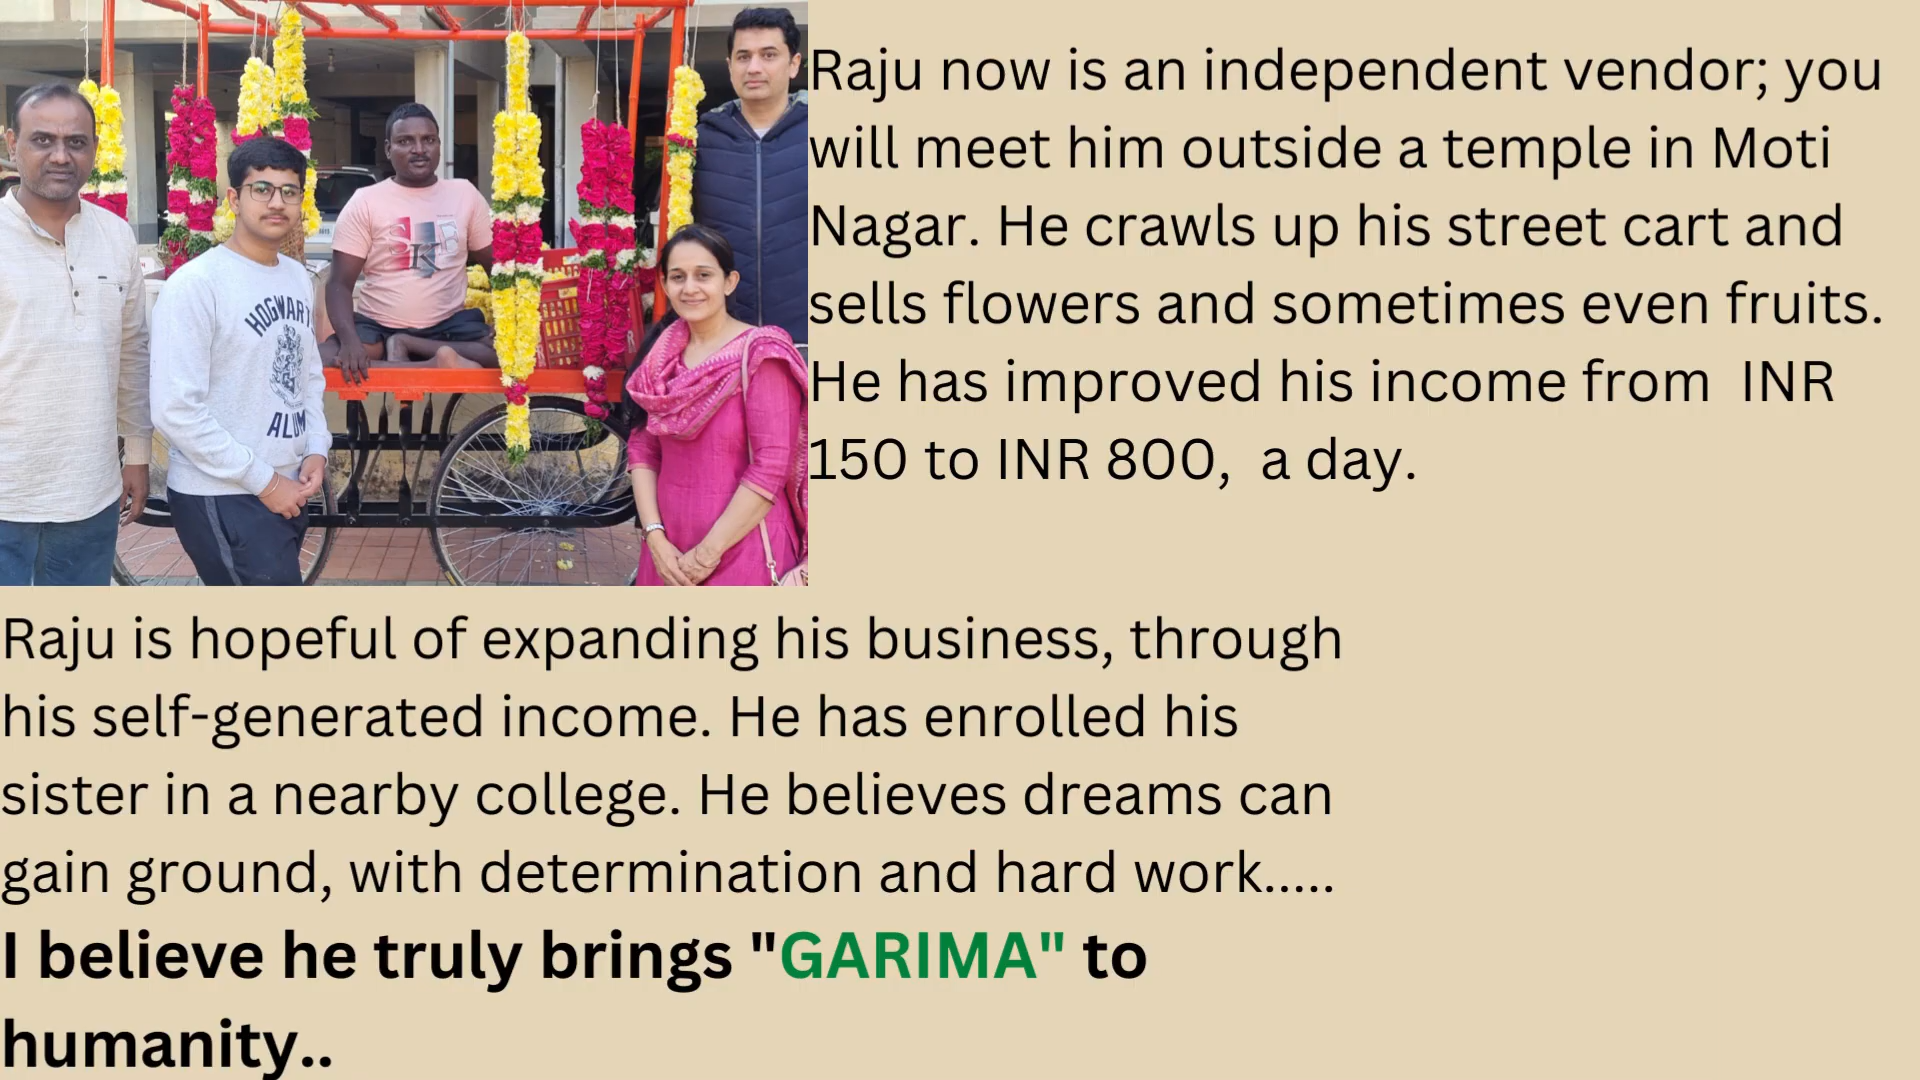 Raju now is an independent vendor; you
will meet him outside a temple in Moti
Nagar. He crawls up his street cart and
sells flowers and sometimes even fruits.
He has improved his income from  INR
150 to INR 800,  a day.
HOGWART
ALUM
SKB
Raju is hopeful of expanding his business, through
his self-generated income. He has enrolled his
sister in a nearby college. He believes dreams can
gain ground, with determination and hard work.....
I believe he truly brings "GARIMA" to
humanity..